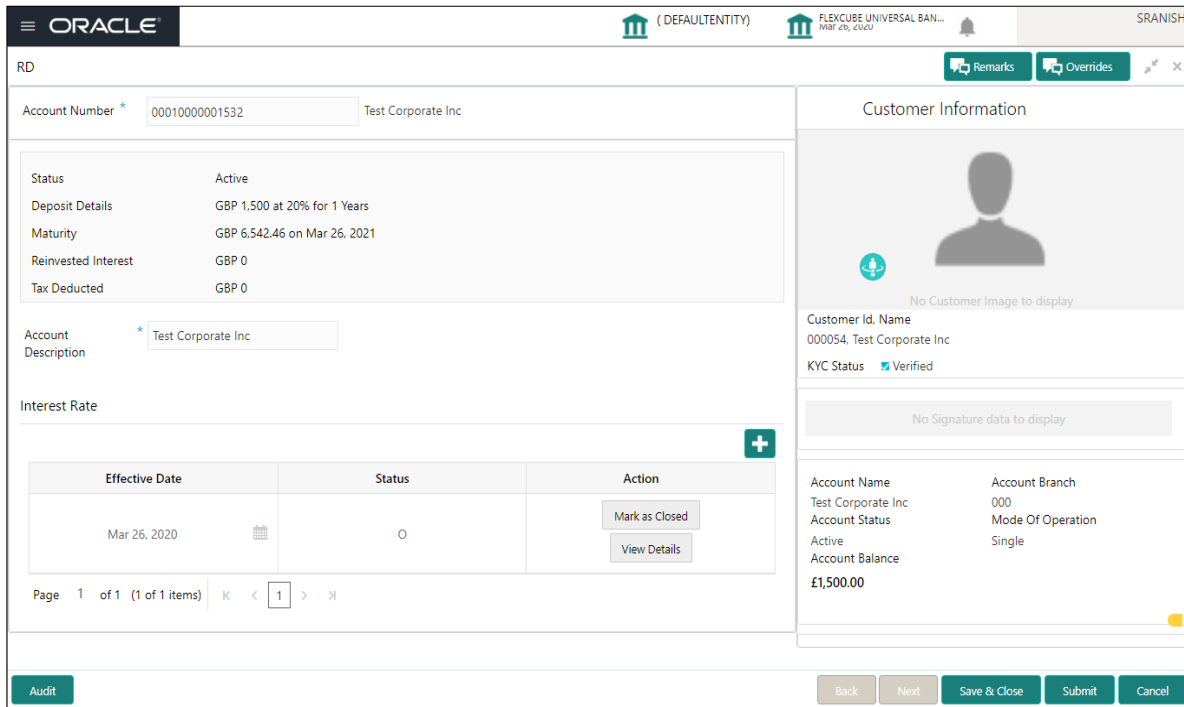 ORACLE
( DEFAULTENTITY)
FLEXCUBE UNIVERSAL BAN...
Mar 26, 2020
SRANISH
RD
Remarks
Overrides
Account Number *
00010000001532
Test Corporate Inc
Status Active
Deposit Details GBP 1,500 at 20% for 1 Years
Maturity GBP 6,542.46 on Mar 26, 2021
Reinvested Interest GBP 0
Tax Deducted GBP 0
Account Description *
Test Corporate Inc
Interest Rate
Effective Date Status Action
Mar 26, 2020 O
Mark as Closed
View Details
Page 1 of 1 (1 of 1 items) K < 1 > >|
Customer Information
No Customer Image to display
Customer Id, Name
000054, Test Corporate Inc
KYC Status Verified
No Signature data to display
Account Name Account Branch
Test Corporate Inc 000
Account Status Mode Of Operation
Active Single
Account Balance
£1,500.00
Audit
Back
Next
Save & Close
Submit
Cancel